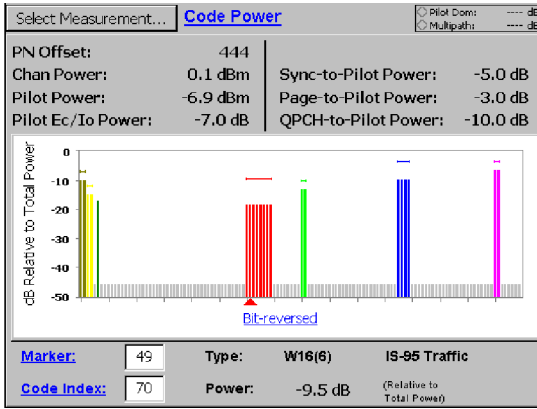 Select Measurement...
Code Power
Pilot Dom: ---- dB
Multipath: ---- dB
PN Offset: 444
Chan Power: 0.1 dBm
Pilot Power: -6.9 dBm
Pilot Ec/Io Power: -7.0 dB
Sync-to-Pilot Power: -5.0 dB
Page-to-Pilot Power: -3.0 dB
QPCH-to-Pilot Power: -10.0 dB
dB Relative to Total Power
0
-10
-20
-30
-40
-50
Bit-reversed
Marker: 49 Type: W16(6) IS-95 Traffic
Code Index: 70 Power: -9.5 dB (Relative to
Total Power)